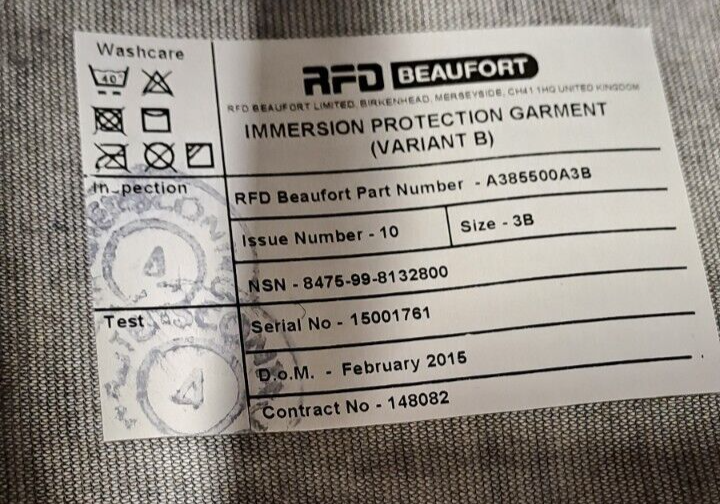 Washcare
40
RFD BEAUFORT
RFD BEAUFORT LIMITED, BIRKENHEAD, MERSEYSIDE, CH41 1HQ UNITED KINGDOM
IMMERSION PROTECTION GARMENT
(VARIANT B)
RFD Beaufort Part Number - A385500A3B
Issue Number - 10
Size - 3B
NSN - 8475-99-8132800
Serial No - 15001761
D.o.M. - February 2015
Contract No - 148082
Inspection
4
Test
4